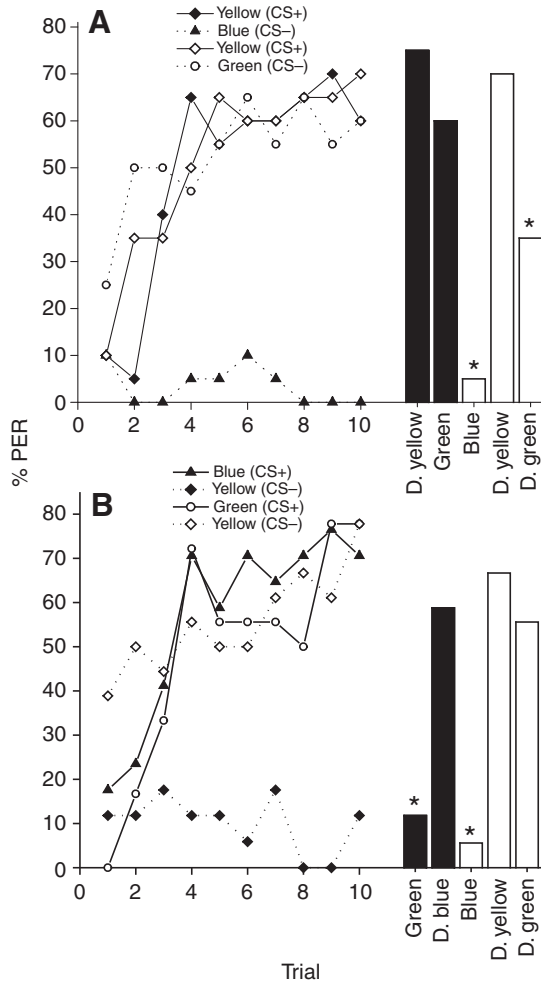 A
Yellow (CS+)
Blue (CS–)
Yellow (CS+)
Green (CS–)
80
70
60
50
40
30
20
10
0
0 2 4 6 8 10
D. yellow
Green
Blue
D. yellow
D. green
*
*
% PER
B
Blue (CS+)
Yellow (CS–)
Green (CS+)
Yellow (CS–)
80
70
60
50
40
30
20
10
0
0 2 4 6 8 10
*
*
Green
D. blue
Blue
D. yellow
D. green
Trial